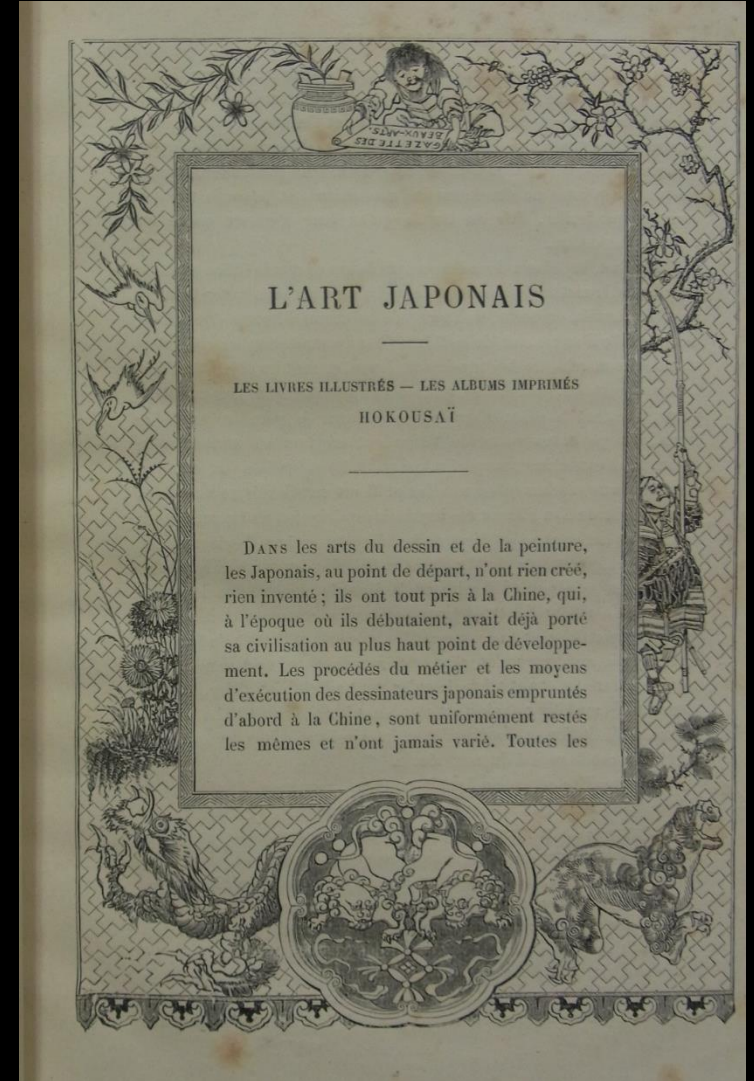 GAZETTE DES
BEAUX-ARTS.
L'ART JAPONAIS
LES LIVRES ILLUSTRÉS — LES ALBUMS IMPRIMÉS
HOKOUSAÏ
DANS les arts du dessin et de la peinture,
les Japonais, au point de départ, n'ont rien créé,
rien inventé ; ils ont tout pris à la Chine, qui,
à l'époque où ils débutaient, avait déjà porté
sa civilisation au plus haut point de développe-
ment. Les procédés du métier et les moyens
d'exécution des dessinateurs japonais empruntés
d'abord à la Chine, sont uniformément restés
les mêmes et n'ont jamais varié. Toutes les